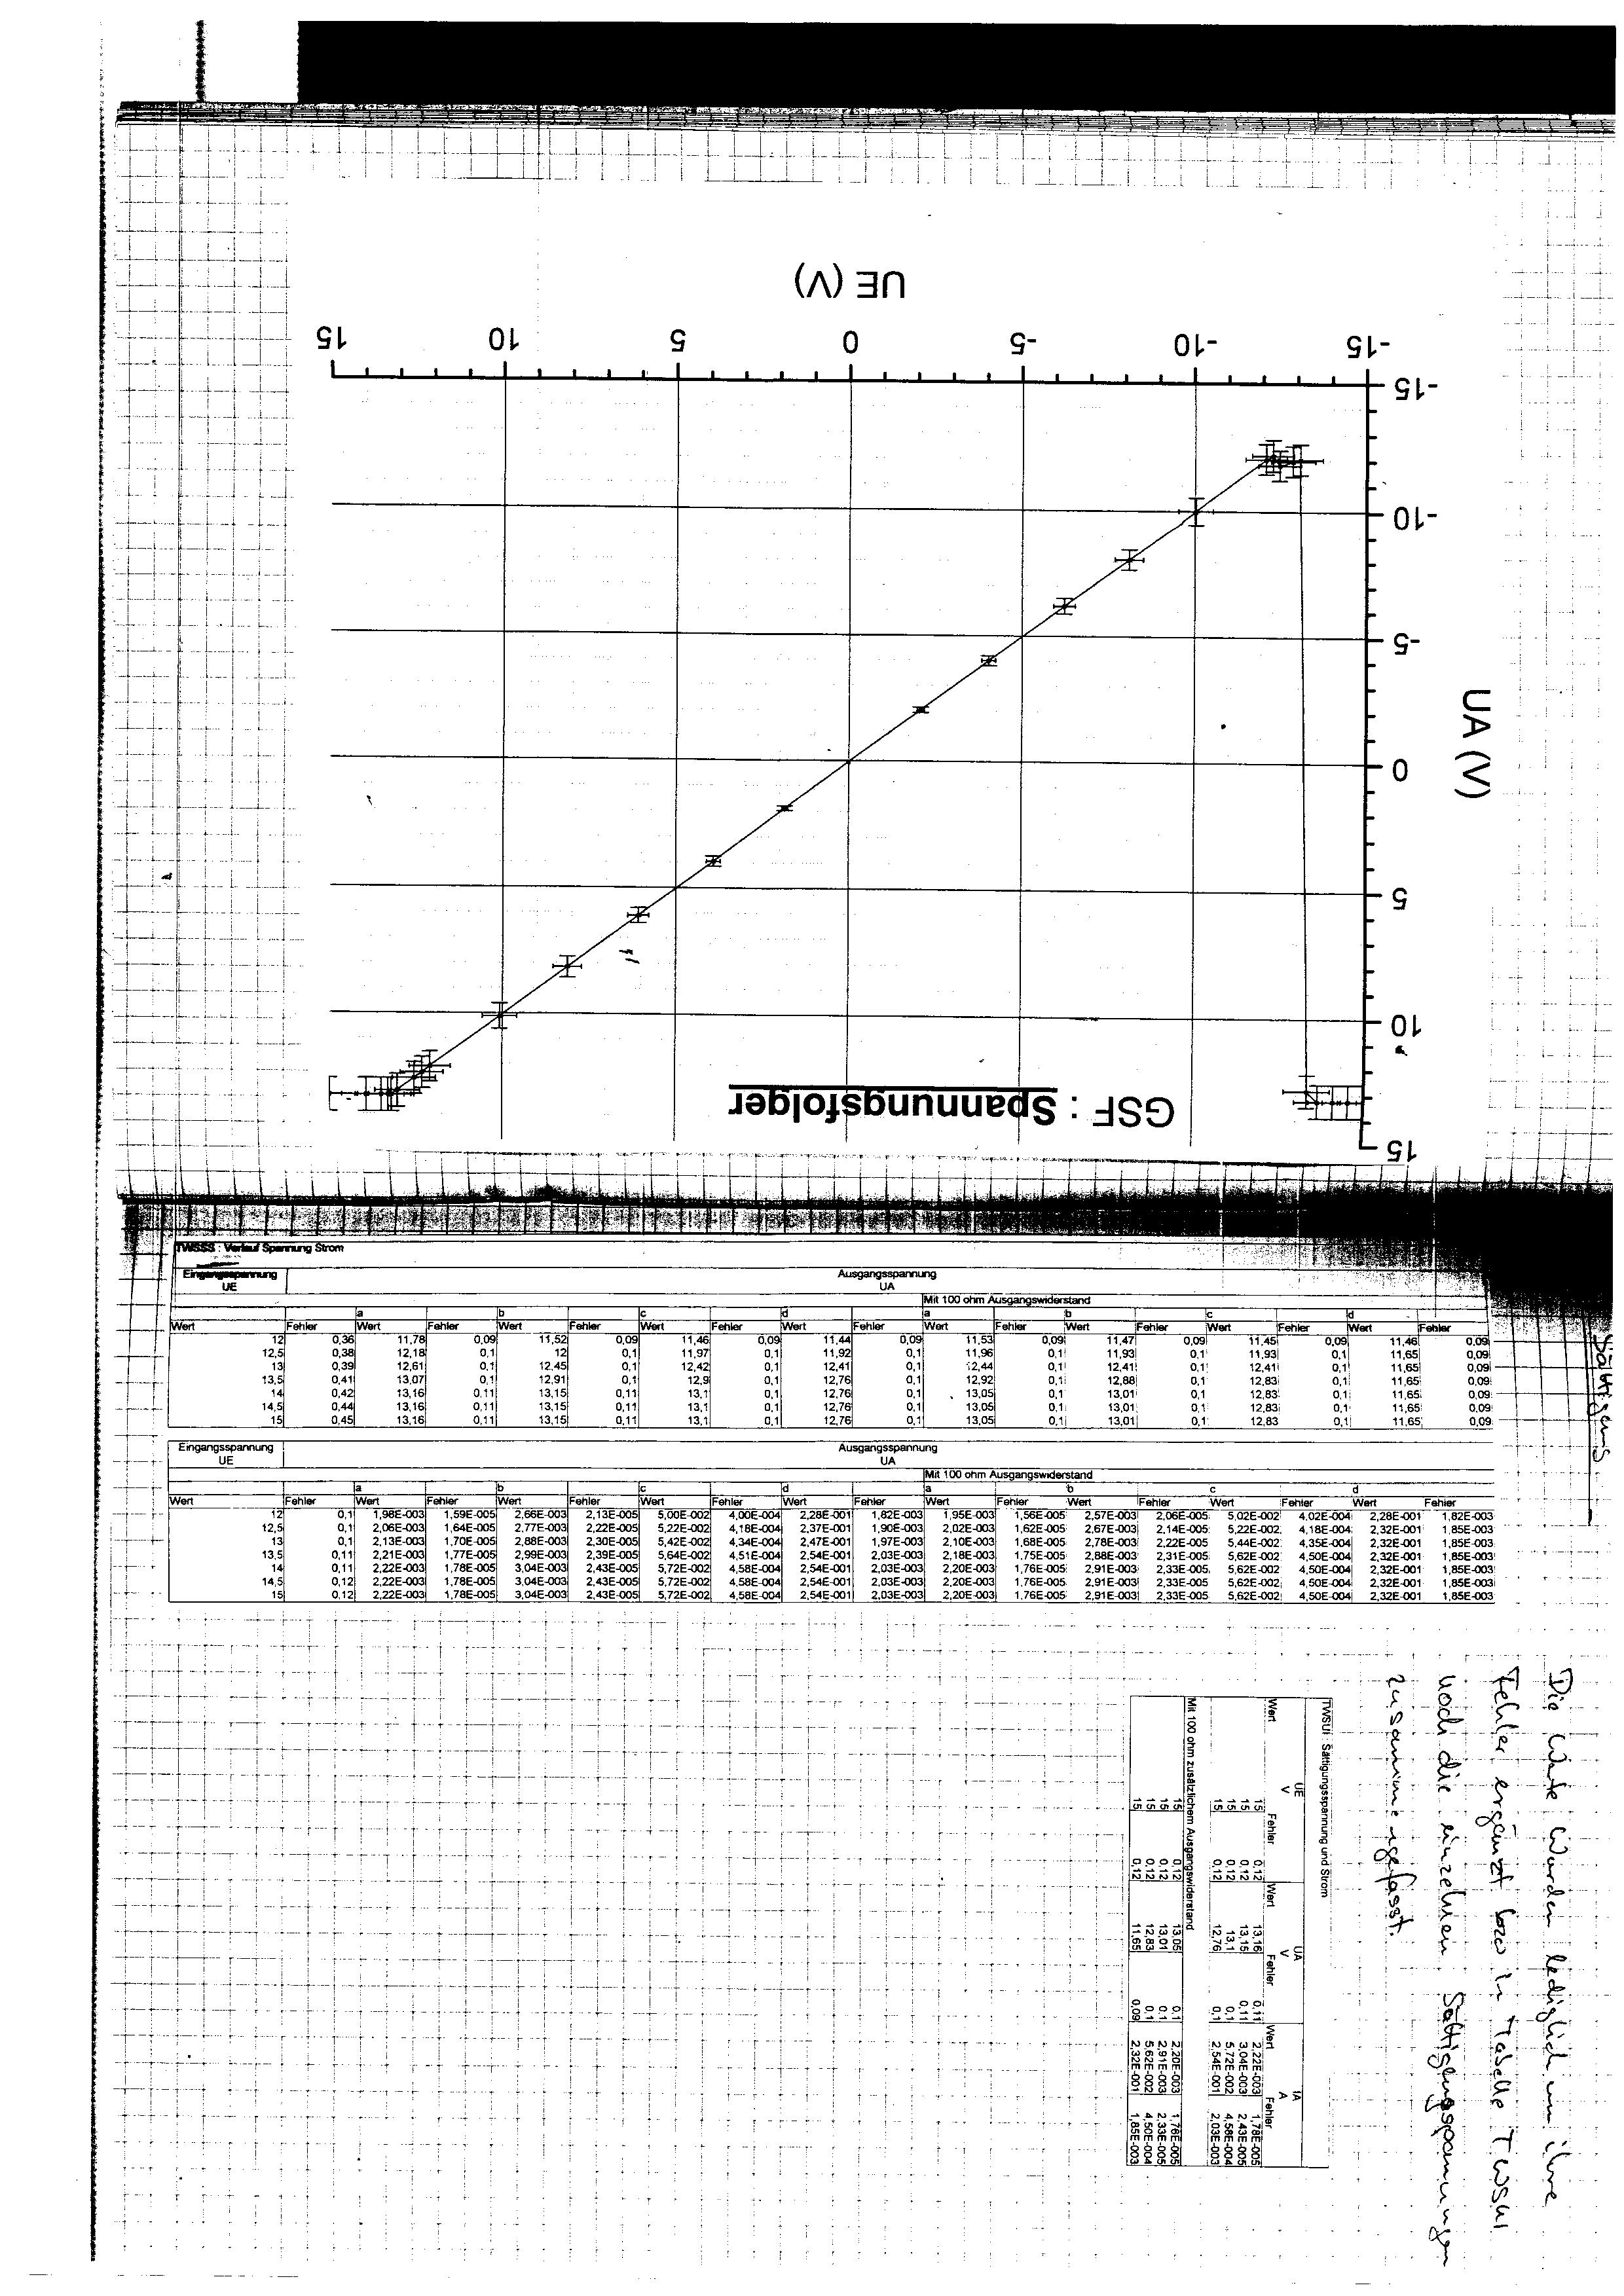 GSF : Spannungsfolger
UE (V)
15 10 5 0 -5 -10 -15
UA (V)
-15
-10
-5
0
5
10
15
TWSSS : Verlauf Spannung Strom
Eingangsspannung Ausgangsspannung
UE UA
Mit 100 ohm Ausgangswiderstand
a b c d a b c d
Wert Fehler Wert Fehler Wert Fehler Wert Fehler Wert Fehler Wert Fehler Wert Fehler Wert Fehler Wert Fehler
12 0,36 11,78 0,09 11,52 0,09 11,46 0,09 11,44 0,09 11,53 0,09 11,47 0,09 11,45 0,09 11,46 0,09
12,5 0,38 12,18 0,1 12 0,1 11,97 0,1 11,92 0,1 11,96 0,1 11,93 0,1 11,93 0,1 11,65 0,09
13 0,39 12,61 0,1 12,45 0,1 12,42 0,1 12,41 0,1 12,44 0,1 12,41 0,1 12,41 0,1 11,65 0,09
13,5 0,41 13,07 0,1 12,91 0,1 12,9 0,1 12,76 0,1 12,92 0,1 12,88 0,1 12,83 0,1 11,65 0,09
14 0,42 13,16 0,11 13,15 0,11 13,1 0,1 12,76 0,1 13,05 0,1 13,01 0,1 12,83 0,1 11,65 0,09
14,5 0,44 13,16 0,11 13,15 0,11 13,1 0,1 12,76 0,1 13,05 0,1 13,01 0,1 12,83 0,1 11,65 0,09
15 0,45 13,16 0,11 13,15 0,11 13,1 0,1 12,76 0,1 13,05 0,1 13,01 0,1 12,83 0,1 11,65 0,09
Sättigung
Eingangsspannung Ausgangsspannung
UE UA
Mit 100 ohm Ausgangswiderstand
a b c d a b c d
Wert Fehler Wert Fehler Wert Fehler Wert Fehler Wert Fehler Wert Fehler Wert Fehler Wert Fehler Wert Fehler
12 0,1 1,98E-003 1,59E-005 2,66E-003 2,13E-005 5,00E-002 4,00E-004 2,28E-001 1,82E-003 1,95E-003 1,56E-005 2,57E-003 2,06E-005 5,02E-002 4,02E-004 2,28E-001 1,82E-003
12,5 0,1 2,06E-003 1,64E-005 2,77E-003 2,22E-005 5,22E-002 4,18E-004 2,37E-001 1,90E-003 2,02E-003 1,62E-005 2,67E-003 2,14E-005 5,22E-002 4,18E-004 2,32E-001 1,85E-003
13 0,1 2,13E-003 1,70E-005 2,88E-003 2,30E-005 5,42E-002 4,34E-004 2,47E-001 1,97E-003 2,10E-003 1,68E-005 2,78E-003 2,22E-005 5,44E-002 4,35E-004 2,32E-001 1,85E-003
13,5 0,11 2,21E-003 1,77E-005 2,99E-003 2,39E-005 5,64E-002 4,51E-004 2,54E-001 2,03E-003 2,18E-003 1,75E-005 2,88E-003 2,31E-005 5,62E-002 4,50E-004 2,32E-001 1,85E-003
14 0,11 2,22E-003 1,78E-005 3,04E-003 2,43E-005 5,72E-002 4,58E-004 2,54E-001 2,03E-003 2,20E-003 1,76E-005 2,91E-003 2,33E-005 5,62E-002 4,50E-004 2,32E-001 1,85E-003
14,5 0,12 2,22E-003 1,78E-005 3,04E-003 2,43E-005 5,72E-002 4,58E-004 2,54E-001 2,03E-003 2,20E-003 1,76E-005 2,91E-003 2,33E-005 5,62E-002 4,50E-004 2,32E-001 1,85E-003
15 0,12 2,22E-003 1,78E-005 3,04E-003 2,43E-005 5,72E-002 4,58E-004 2,54E-001 2,03E-003 2,20E-003 1,76E-005 2,91E-003 2,33E-005 5,62E-002 4,50E-004 2,32E-001 1,85E-003
Die Werte wurden lediglich um ihre
Fehler ergänzt bzw in Tabelle TWSUI
noch die einzelnen Sättigungsspannungen
zusammengefasst.
TWSUI : Sättigungsspannung und Strom
UE UA IA
V V A
Wert Fehler Wert Fehler Wert Fehler
15 0,12 13,16 0,11 2,22E-003 1,78E-005
15 0,12 13,15 0,11 3,04E-003 2,43E-005
15 0,12 13,1 0,1 5,72E-002 4,58E-004
15 0,12 12,76 0,1 2,54E-001 2,03E-003
Mit 100 ohm zusätzlichem Ausgangswiderstand
15 0,12 13,05 0,1 2,20E-003 1,76E-005
15 0,12 13,01 0,1 2,91E-003 2,33E-005
15 0,12 12,83 0,1 5,62E-002 4,50E-004
15 0,12 11,65 0,09 2,32E-001 1,85E-003